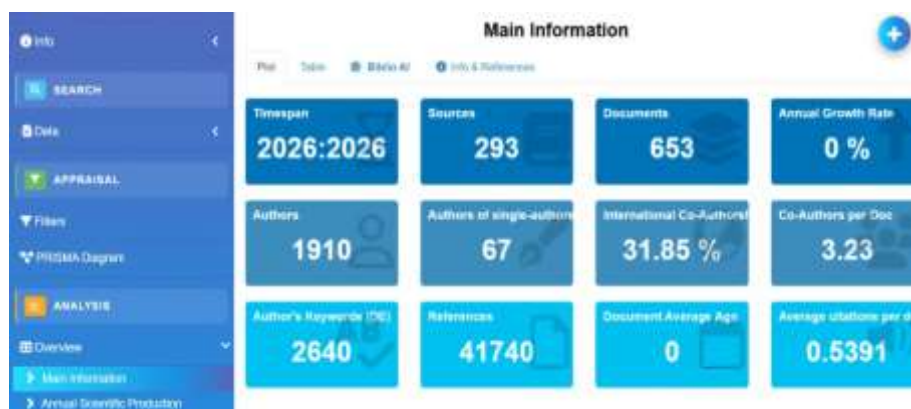 Main Information
Info
Plot Table Biblio AI Info & References
SEARCH
Data
APPRAISAL
Filters
PRISMA Diagram
ANALYSIS
Overview
Main Information
Annual Scientific Production
Timespan
2026:2026
Sources
293
Documents
653
Annual Growth Rate
0 %
Authors
1910
Authors of single-author
67
International Co-Authorsh
31.85 %
Co-Authors per Doc
3.23
Author's Keywords (DE)
2640
References
41740
Document Average Age
0
Average citations per d
0.5391